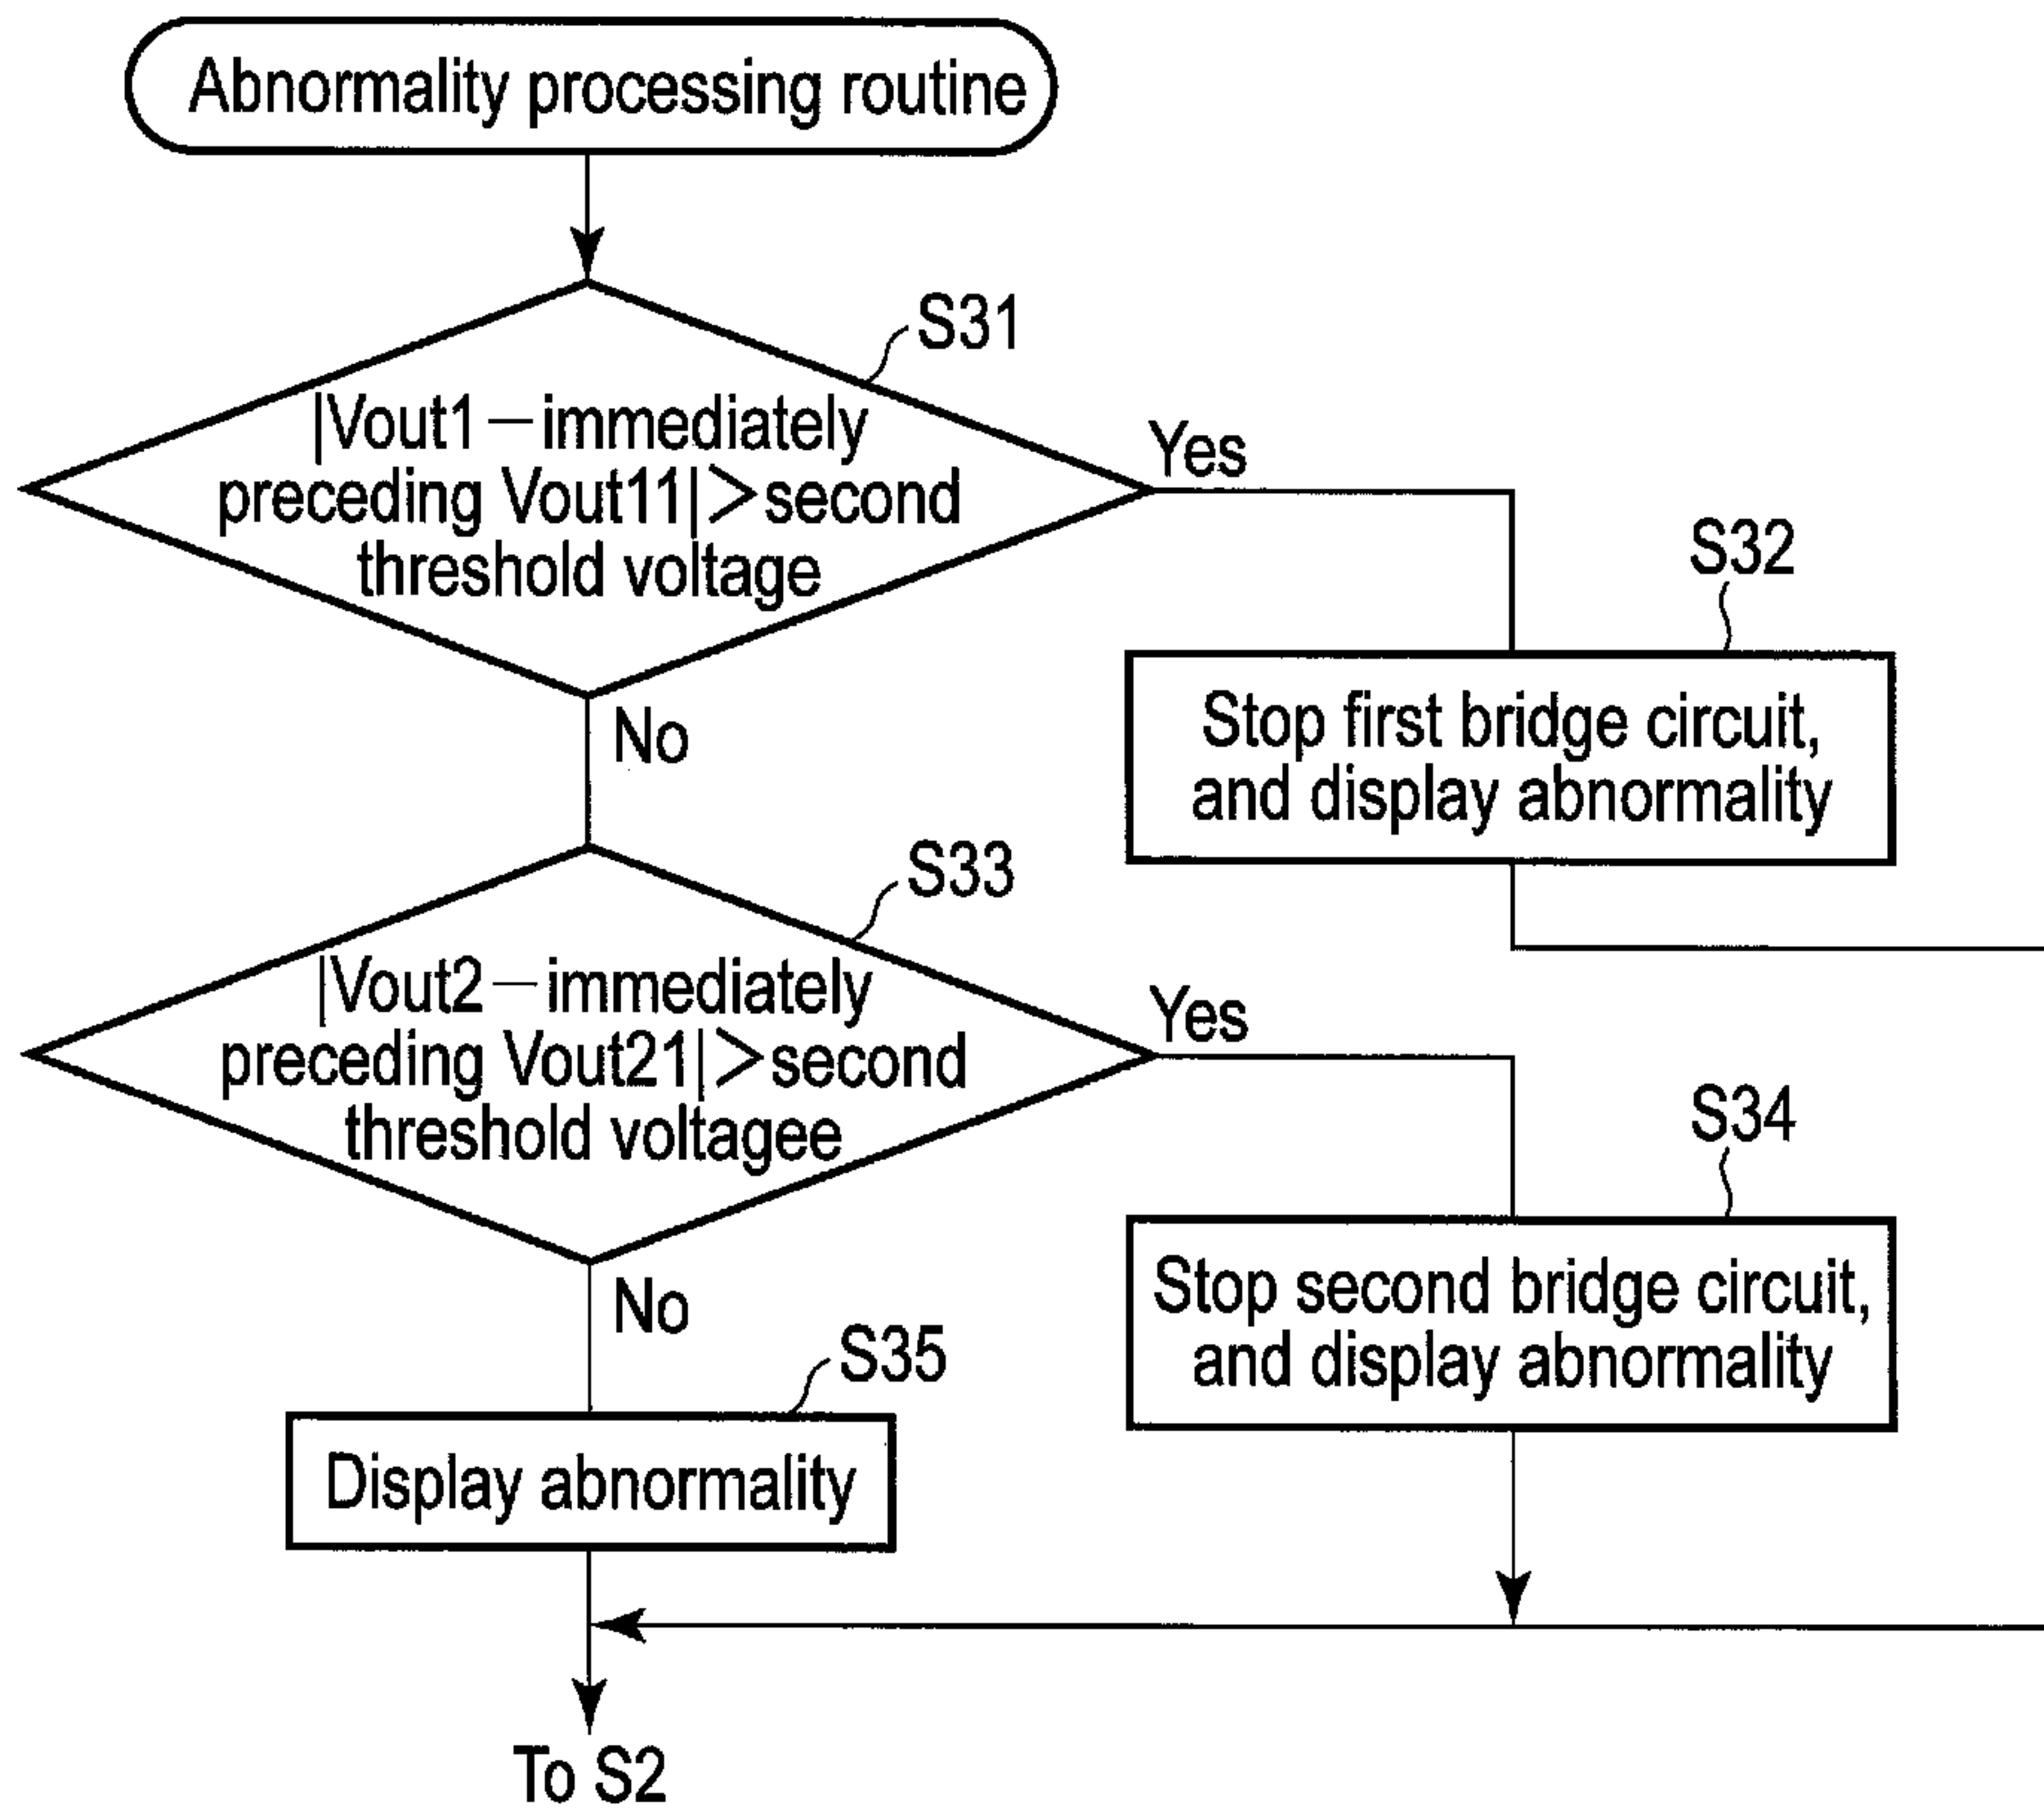 Abnormality processing routine
S31
|Vout1－immediately
preceding Vout11|＞second
threshold voltage
Yes
S32
Stop first bridge circuit,
and display abnormality
No
S33
|Vout2－immediately
preceding Vout21|＞second
threshold voltagee
Yes
S34
Stop second bridge circuit,
and display abnormality
No
S35
Display abnormality
To S2